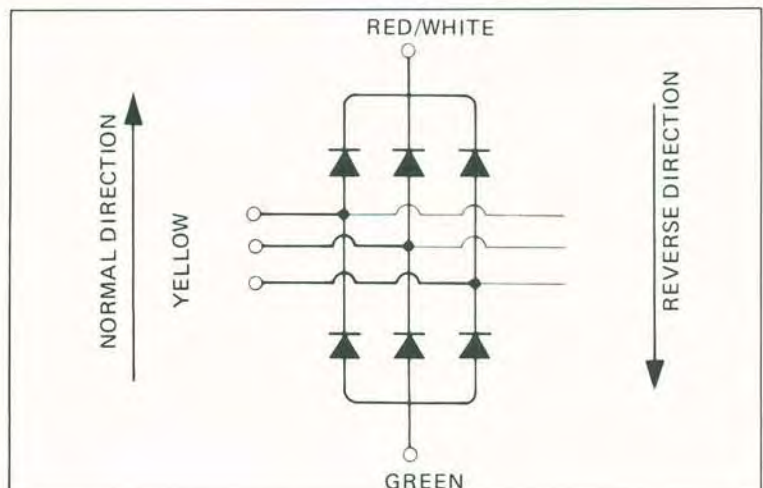 RED/WHITE
NORMAL DIRECTION
YELLOW
REVERSE DIRECTION
GREEN